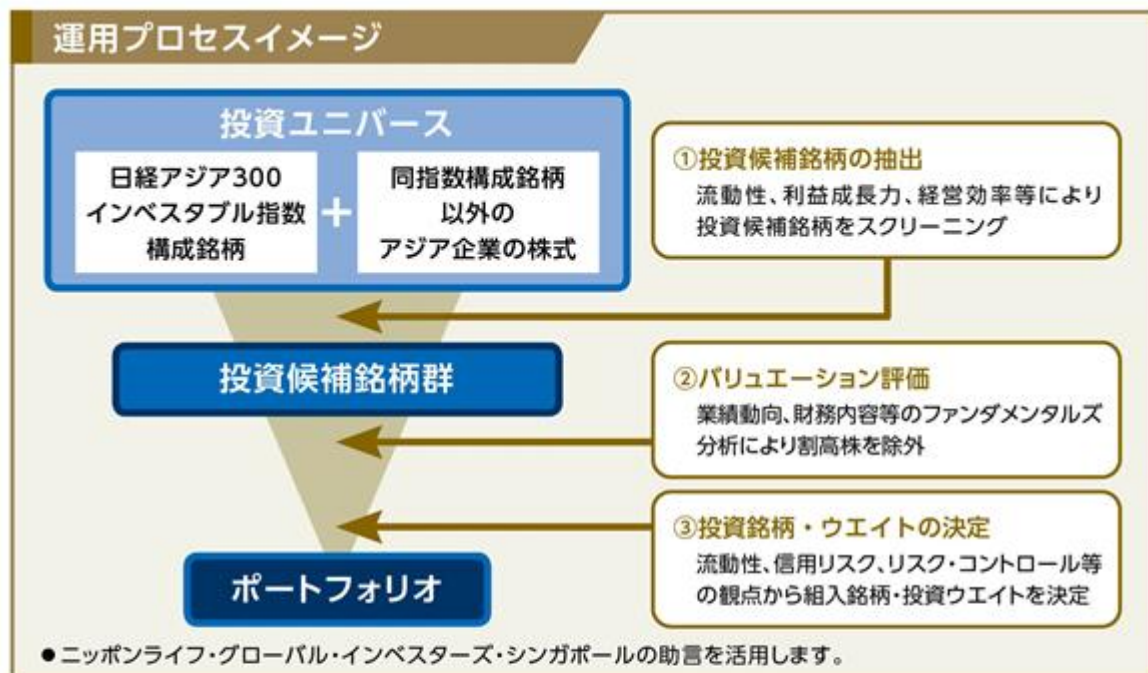 運用プロセスイメージ
投資ユニバース
日経アジア300
インベスタブル指数
構成銘柄
+
同指数構成銘柄
以外の
アジア企業の株式
①投資候補銘柄の抽出
流動性、利益成長力、経営効率等により
投資候補銘柄をスクリーニング
投資候補銘柄群
②バリュエーション評価
業績動向、財務内容等のファンダメンタルズ
分析により割高株を除外
③投資銘柄・ウエイトの決定
流動性、信用リスク、リスク・コントロール等
の観点から組入銘柄・投資ウエイトを決定
ポートフォリオ
●ニッポンライフ・グローバル・インベスターズ・シンガポールの助言を活用します。